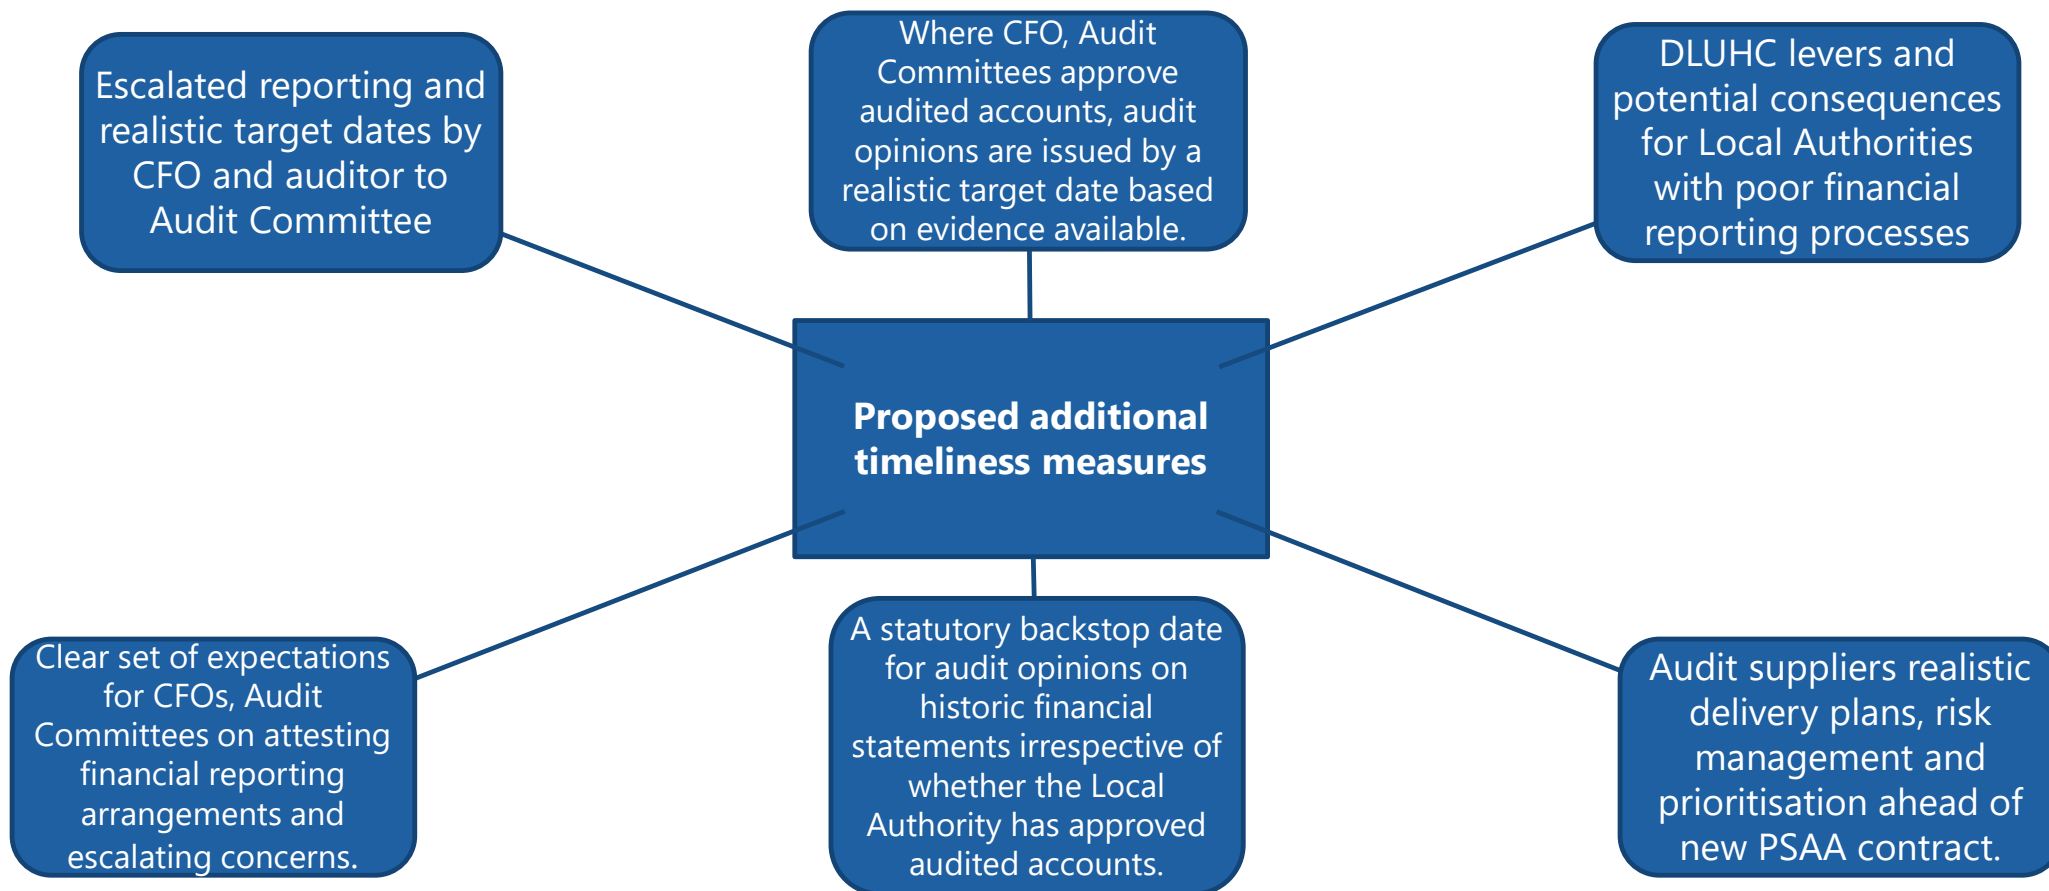 Escalated reporting and
realistic target dates by
CFO and auditor to
Audit Committee
Where CFO, Audit
Committees approve
audited accounts, audit
opinions are issued by a
realistic target date based
on evidence available.
DLUHC levers and
potential consequences
for Local Authorities
with poor financial
reporting processes
Proposed additional
timeliness measures
Clear set of expectations
for CFOs, Audit
Committees on attesting
financial reporting
arrangements and
escalating concerns.
A statutory backstop date
for audit opinions on
historic financial
statements irrespective of
whether the Local
Authority has approved
audited accounts.
Audit suppliers realistic
delivery plans, risk
management and
prioritisation ahead of
new PSAA contract.